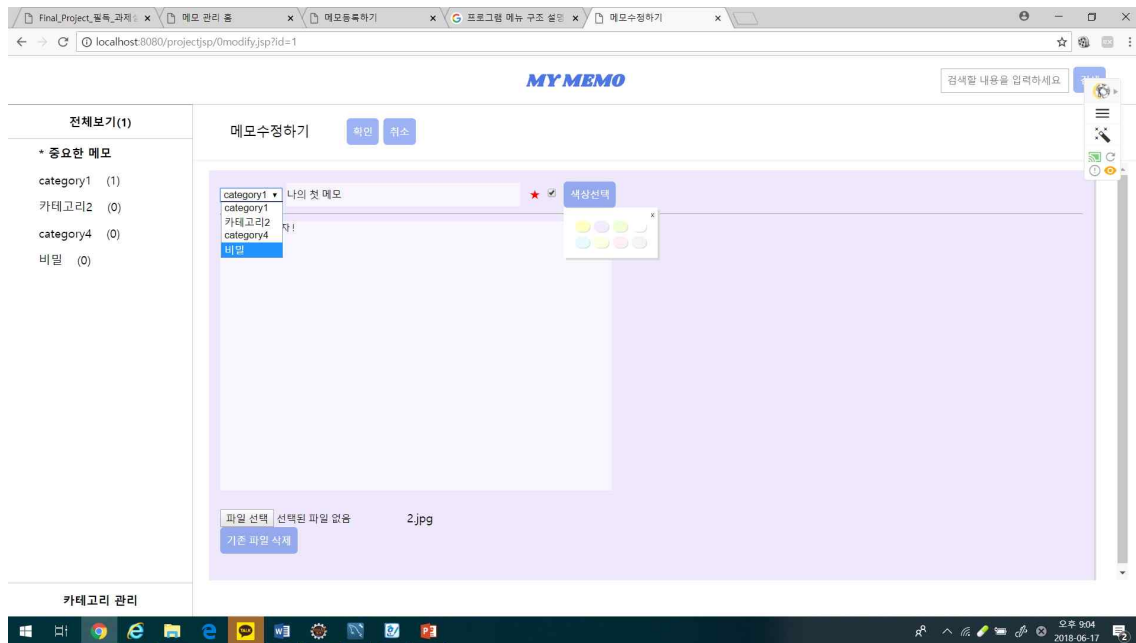 Final_Project_필독_과제
메모 관리 홈
메모등록하기
프로그램 메뉴 구조 설명
메모수정하기
localhost:8080/projectjsp/0modify.jsp?id=1
MY MEMO
검색할 내용을 입력하세요
전체보기(1)
메모수정하기
확인
취소
* 중요한 메모
category1 (1)
카테고리2 (0)
category4 (0)
비밀 (0)
category1
나의 첫 메모
★
색상선택
x
category1
카테고리2
category4
비밀
자!
파일 선택
선택된 파일 없음
2.jpg
기존 파일 삭제
카테고리 관리
오후 9:04
2018-06-17